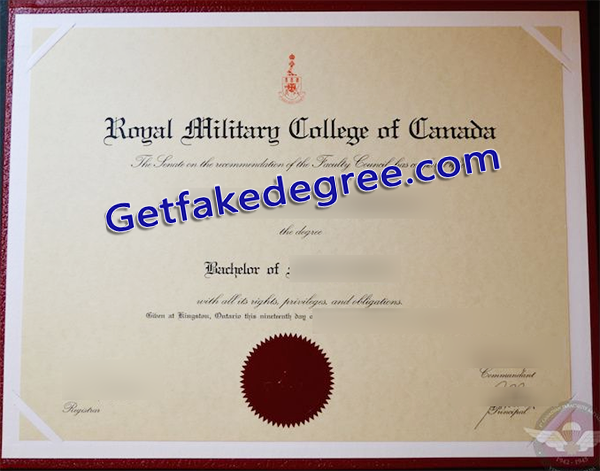 Royal Military College of Canada
The Senate on the recommendation of the Faculty Council, has
Getfakedegree.com
the degree
Bachelor of
with all its rights, privileges, and obligations.
Given at Kingston, Ontario this nineteenth day
Commandant
Registrar
Principal